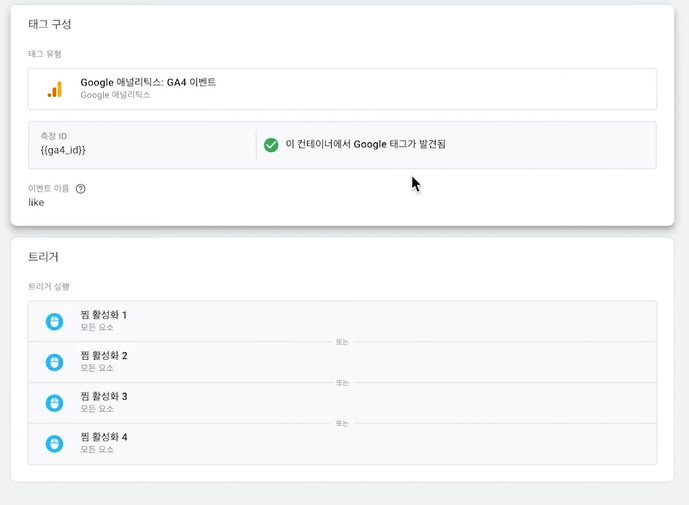 태그 구성
태그 유형
Google 애널리틱스: GA4 이벤트
Google 애널리틱스
측정 ID
{{ga4_id}}
이 컨테이너에서 Google 태그가 발견됨
이벤트 이름
like
트리거
트리거 실행
찜 활성화 1
모든 요소
또는
찜 활성화 2
모든 요소
또는
찜 활성화 3
모든 요소
또는
찜 활성화 4
모든 요소